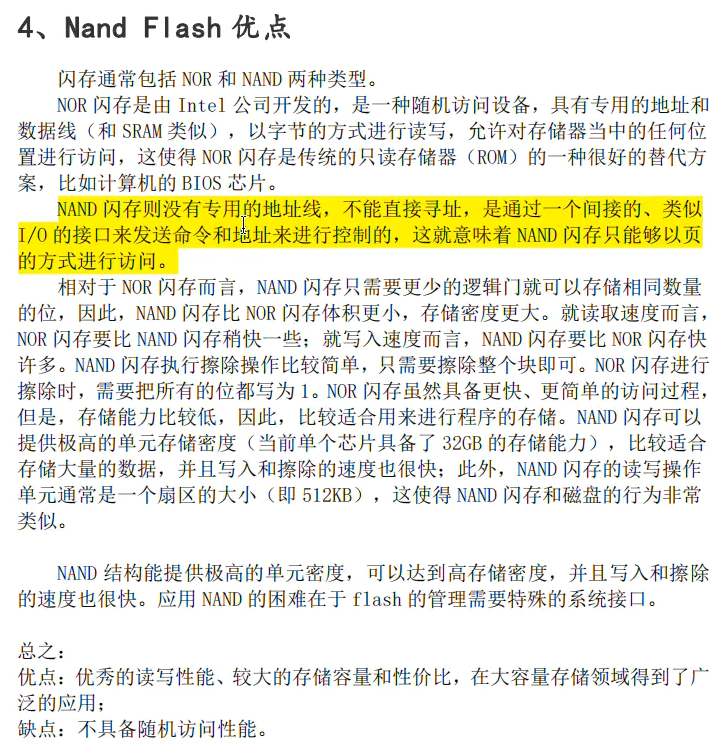 4、Nand Flash 优点
闪存通常包括 NOR 和 NAND 两种类型。
NOR 闪存是由 Intel 公司开发的，是一种随机访问设备，具有专用的地址和
数据线（和 SRAM 类似），以字节的方式进行读写，允许对存储器当中的任何位
置进行访问，这使得 NOR 闪存是传统的只读存储器（ROM）的一种很好的替代方
案，比如计算机的 BIOS 芯片。
NAND 闪存则没有专用的地址线，不能直接寻址，是通过一个间接的、类似
I/O 的接口来发送命令和地址来进行控制的，这就意味着 NAND 闪存只能够以页
的方式进行访问。
相对于 NOR 闪存而言，NAND 闪存只需要更少的逻辑门就可以存储相同数量
的位，因此，NAND 闪存比 NOR 闪存体积更小，存储密度更大。就读取速度而言，
NOR 闪存要比 NAND 闪存稍快一些；就写入速度而言，NAND 闪存要比 NOR 闪存快
许多。NAND 闪存执行擦除操作比较简单，只需要擦除整个块即可。NOR 闪存进行
擦除时，需要把所有的位都写为 1。NOR 闪存虽然具备更快、更简单的访问过程，
但是，存储能力比较低，因此，比较适合用来进行程序的存储。NAND 闪存可以
提供极高的单元存储密度（当前单个芯片具备了 32GB 的存储能力），比较适合
存储大量的数据，并且写入和擦除的速度也很快；此外，NAND 闪存的读写操作
单元通常是一个扇区的大小（即 512KB），这使得 NAND 闪存和磁盘的行为非常
类似。
NAND 结构能提供极高的单元密度，可以达到高存储密度，并且写入和擦除
的速度也很快。应用 NAND 的困难在于 flash 的管理需要特殊的系统接口。
总之：
优点：优秀的读写性能、较大的存储容量和性价比，在大容量存储领域得到了广
泛的应用；
缺点：不具备随机访问性能。